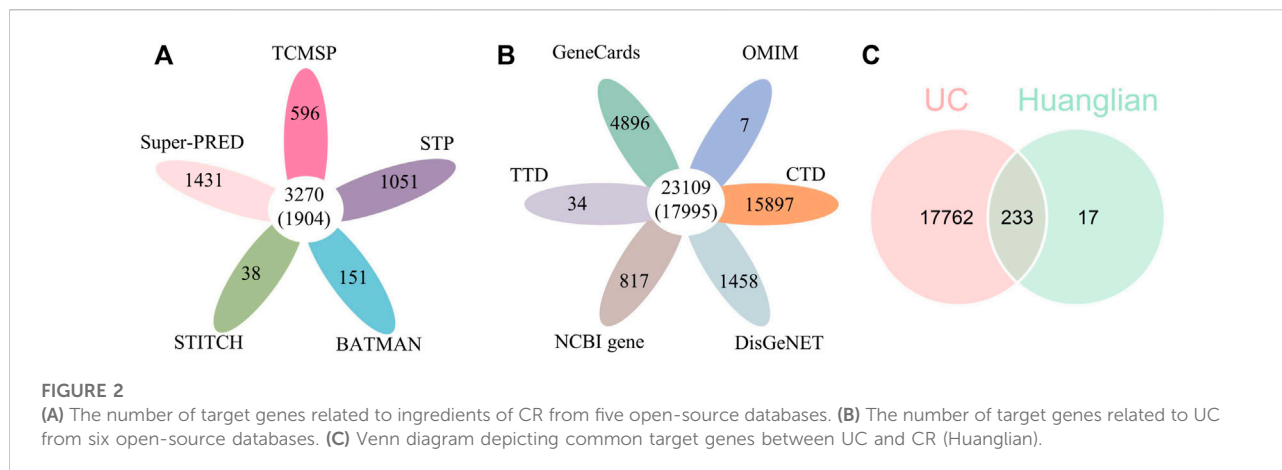 A
TCMSP
596
Super-PRED
1431
STP
1051
3270
(1904)
38
151
STITCH
BATMAN
B
GeneCards
OMIM
4896
7
TTD
34
CTD
15897
23109
(17995)
817
1458
NCBI gene
DisGeNET
C
UC
Huanglian
17762
233
17
FIGURE 2
(A) The number of target genes related to ingredients of CR from five open-source databases. (B) The number of target genes related to UC
from six open-source databases. (C) Venn diagram depicting common target genes between UC and CR (Huanglian).